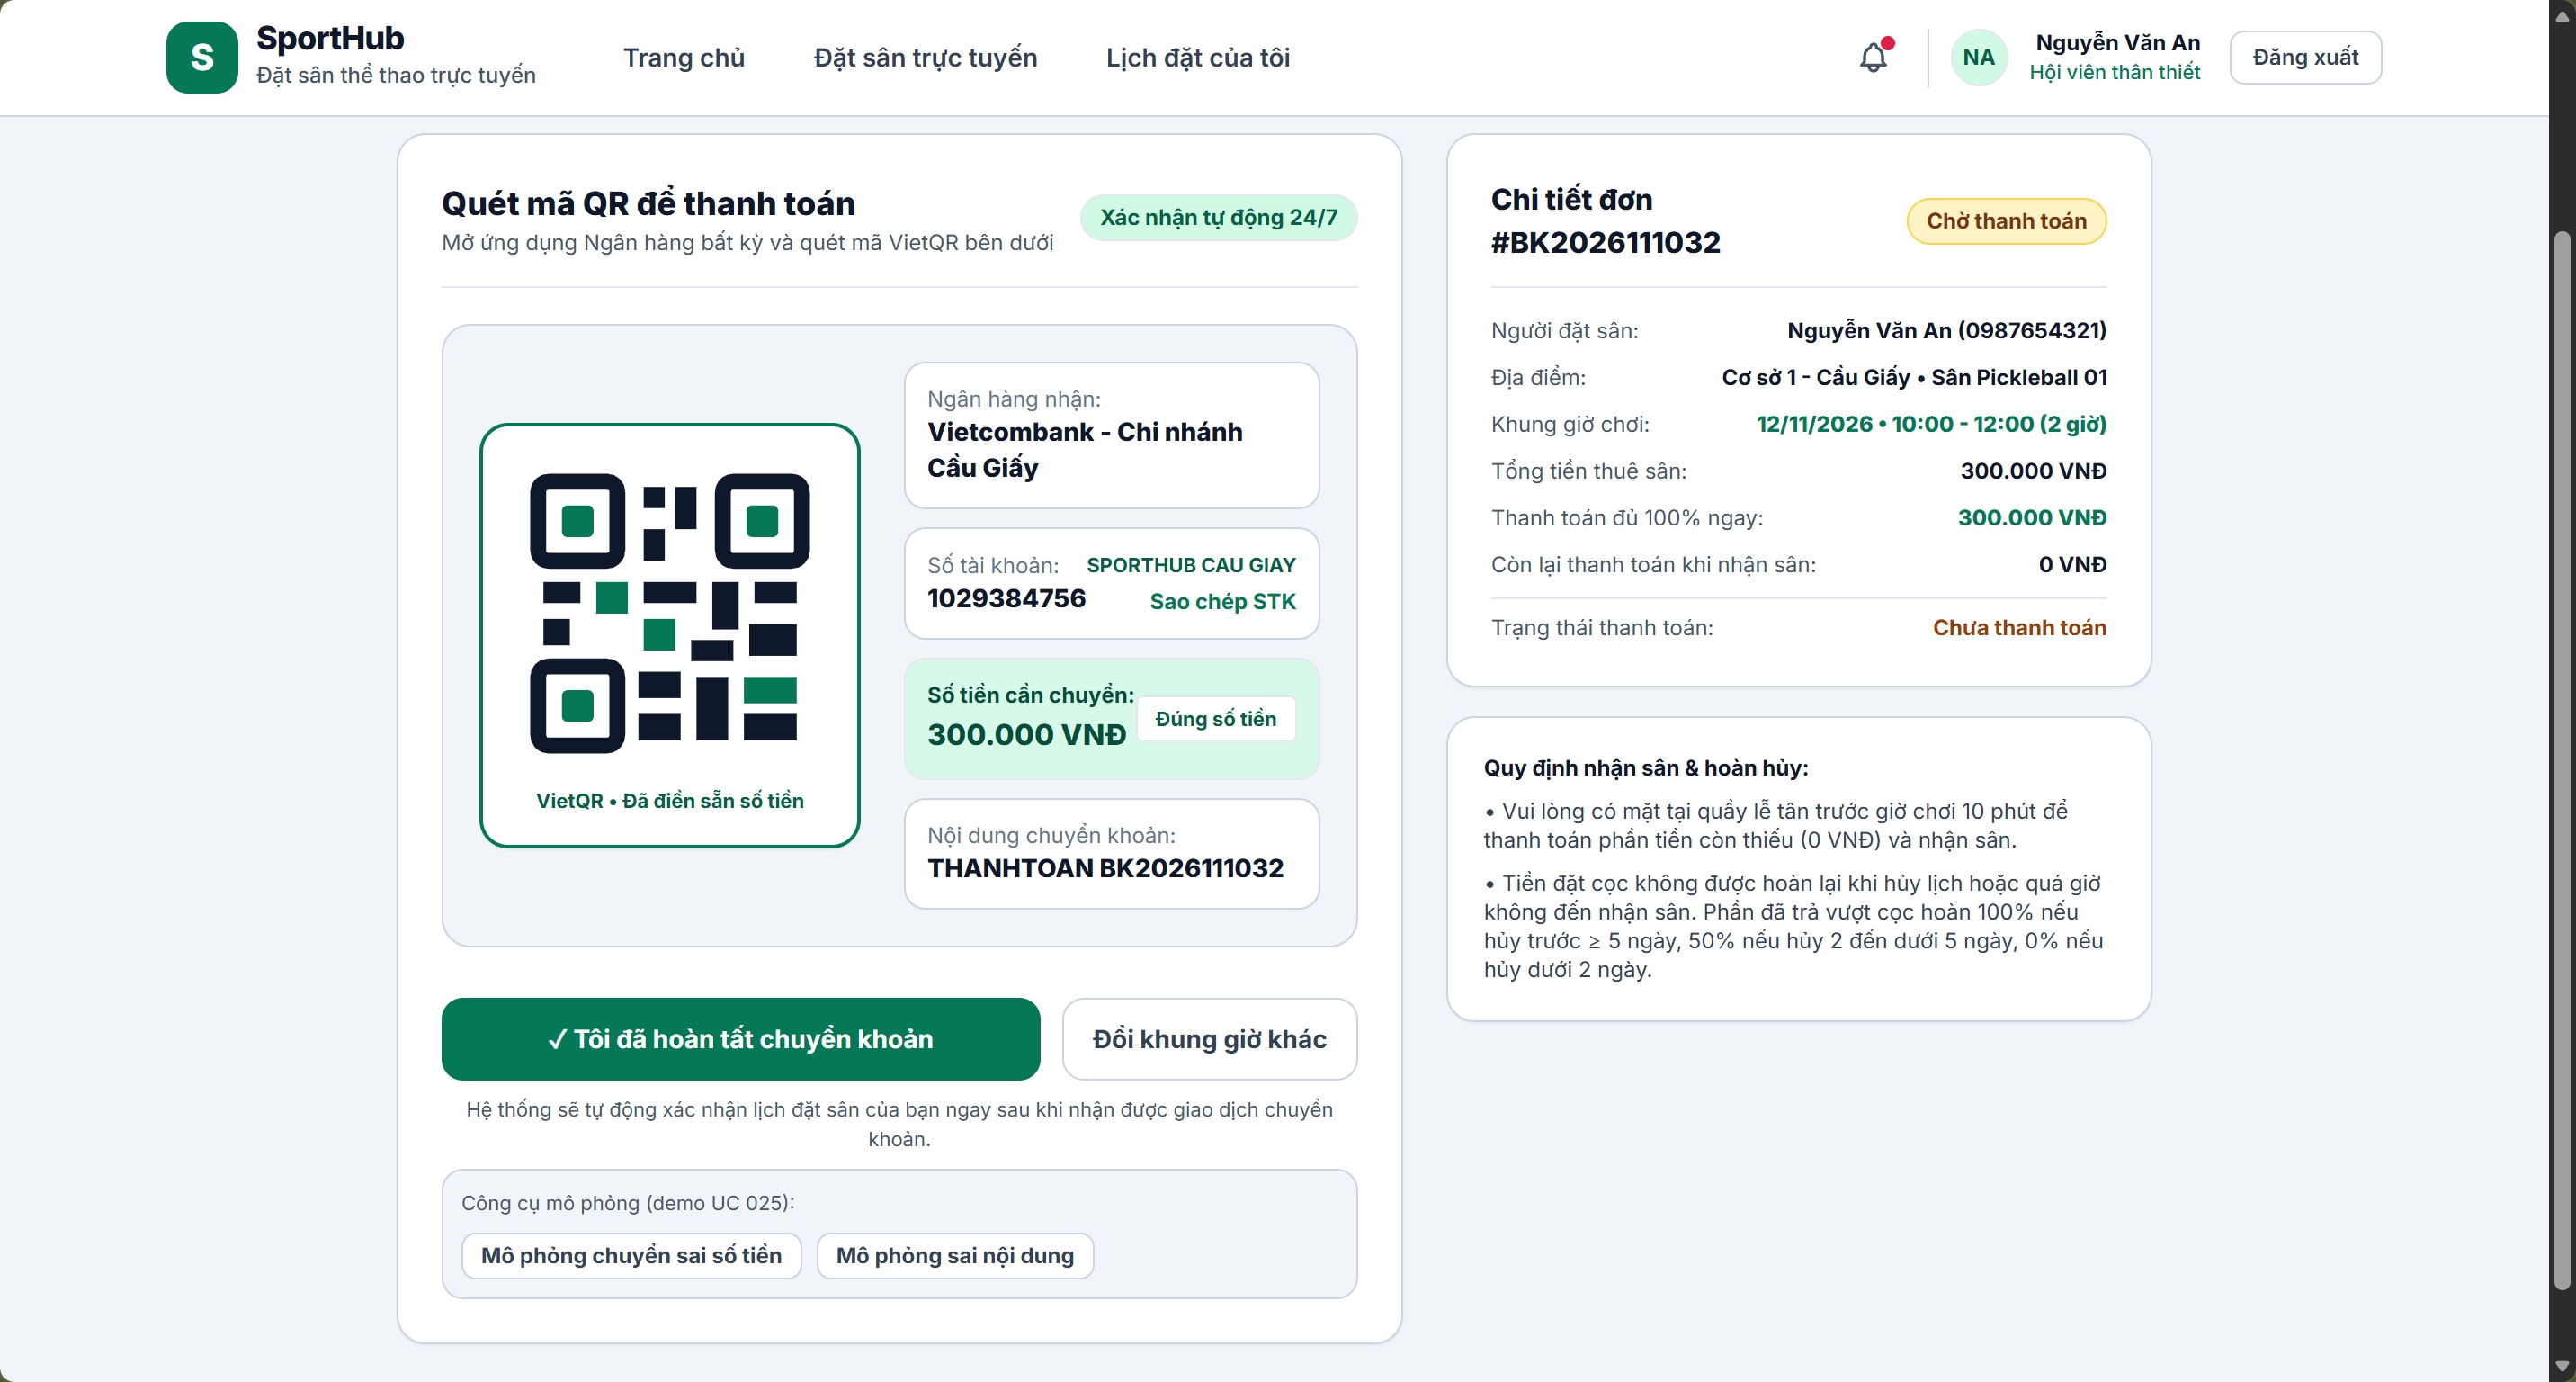 S
SportHub
Đặt sân thể thao trực tuyến
Trang chủ
Đặt sân trực tuyến
Lịch đặt của tôi
NA
Nguyễn Văn An
Hội viên thân thiết
Đăng xuất
Quét mã QR để thanh toán
Mở ứng dụng Ngân hàng bất kỳ và quét mã VietQR bên dưới
Xác nhận tự động 24/7
VietQR • Đã điền sẵn số tiền
Ngân hàng nhận:
Vietcombank - Chi nhánh
Cầu Giấy
Số tài khoản:
1029384756
SPORTHUB CAU GIAY
Sao chép STK
Số tiền cần chuyển:
300.000 VNĐ
Đúng số tiền
Nội dung chuyển khoản:
THANHTOAN BK2026111032
✓ Tôi đã hoàn tất chuyển khoản
Đổi khung giờ khác
Hệ thống sẽ tự động xác nhận lịch đặt sân của bạn ngay sau khi nhận được giao dịch chuyển
khoản.
Công cụ mô phỏng (demo UC 025):
Mô phỏng chuyển sai số tiền
Mô phỏng sai nội dung
Chi tiết đơn
#BK2026111032
Chờ thanh toán
Người đặt sân: Nguyễn Văn An (0987654321)
Địa điểm: Cơ sở 1 - Cầu Giấy • Sân Pickleball 01
Khung giờ chơi: 12/11/2026 • 10:00 - 12:00 (2 giờ)
Tổng tiền thuê sân: 300.000 VNĐ
Thanh toán đủ 100% ngay: 300.000 VNĐ
Còn lại thanh toán khi nhận sân: 0 VNĐ
Trạng thái thanh toán: Chưa thanh toán
Quy định nhận sân & hoàn hủy:
• Vui lòng có mặt tại quầy lễ tân trước giờ chơi 10 phút để
thanh toán phần tiền còn thiếu (0 VNĐ) và nhận sân.
• Tiền đặt cọc không được hoàn lại khi hủy lịch hoặc quá giờ
không đến nhận sân. Phần đã trả vượt cọc hoàn 100% nếu
hủy trước ≥ 5 ngày, 50% nếu hủy 2 đến dưới 5 ngày, 0% nếu
hủy dưới 2 ngày.